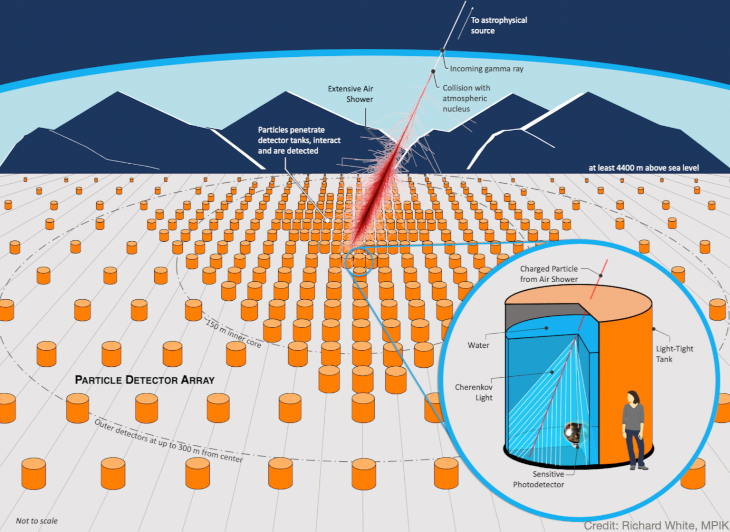 To astrophysical
source
Incoming gamma ray
Extensive Air
Shower
Collision with
atmospheric
nucleus
Particles penetrate
detector tanks, interact
and are detected
at least 4400 m above sea level
Charged Particle
from Air Shower
150 m inner core
Water
Light-Tight
Tank
PARTICLE DETECTOR ARRAY
Cherenkov
Light
Outer detectors at up to 300 m from center
Sensitive
Photodetector
Not to scale
Credit: Richard White, MPIK